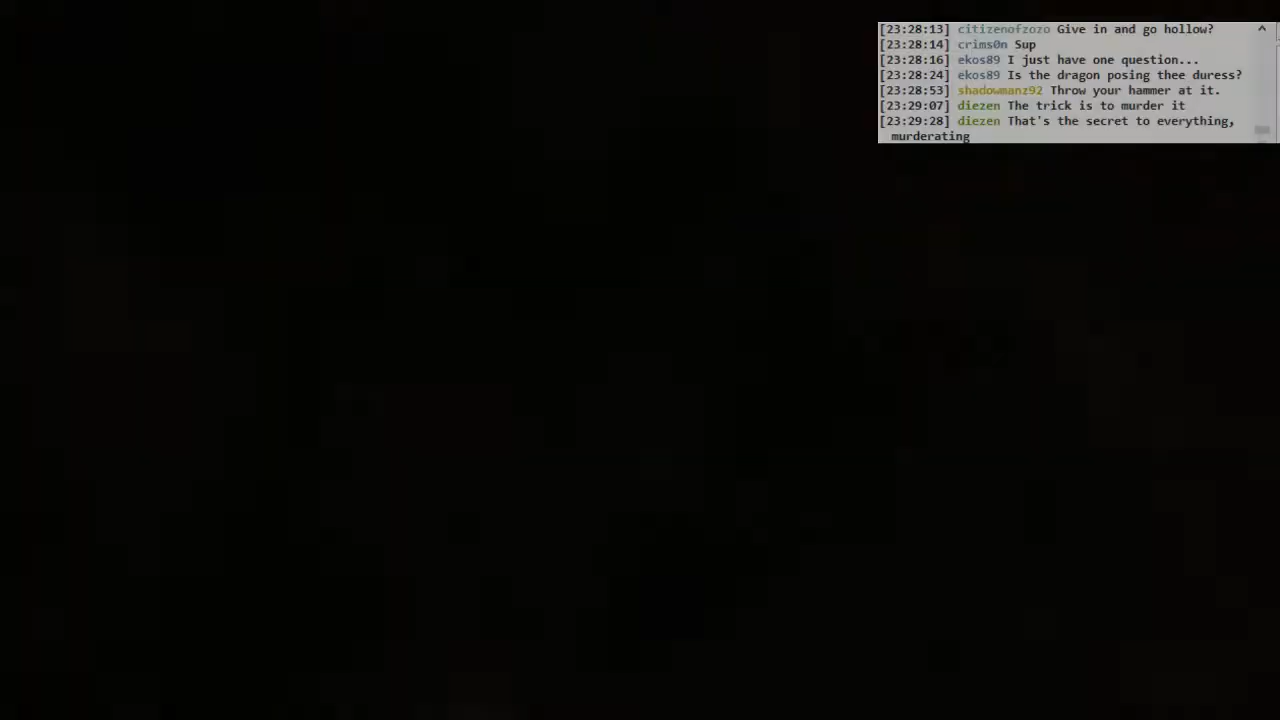 [23:28:13] citizenofzozo Give in and go hollow?
[23:28:14] crims0n Sup
[23:28:16] ekos89 I just have one question...
[23:28:24] ekos89 Is the dragon posing thee duress?
[23:28:53] shadowmanz92 Throw your hammer at it.
[23:29:07] diezen The trick is to murder it
[23:29:28] diezen That's the secret to everything,
murderating